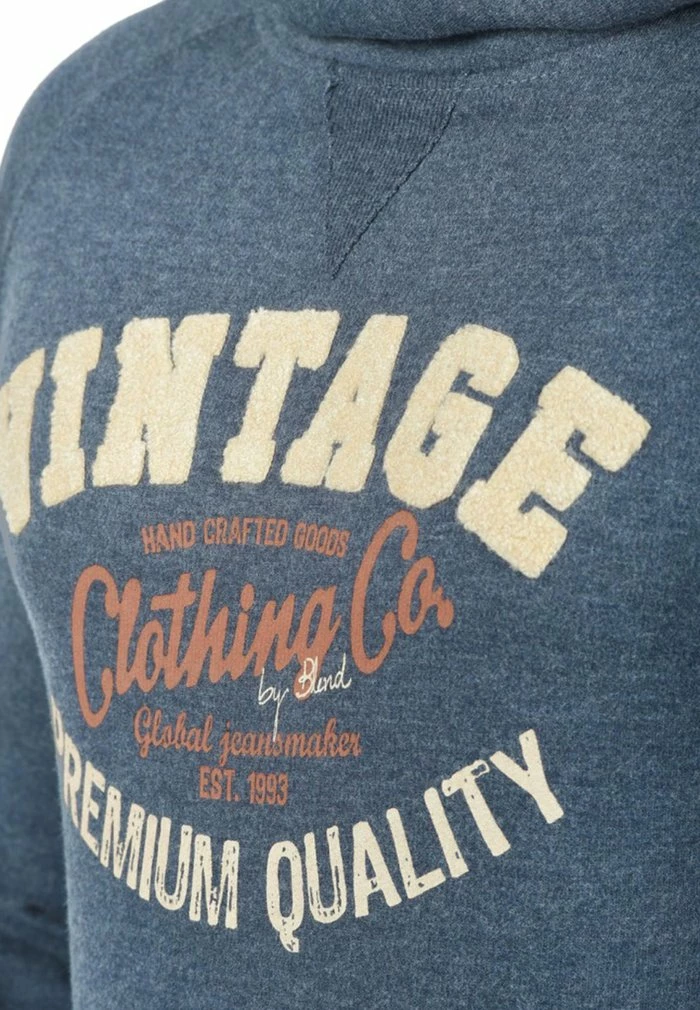 VINTAGE
HAND CRAFTED GOODS
Clothing Co.
by Blend
Global jeansmaker
EST. 1993
PREMIUM QUALITY